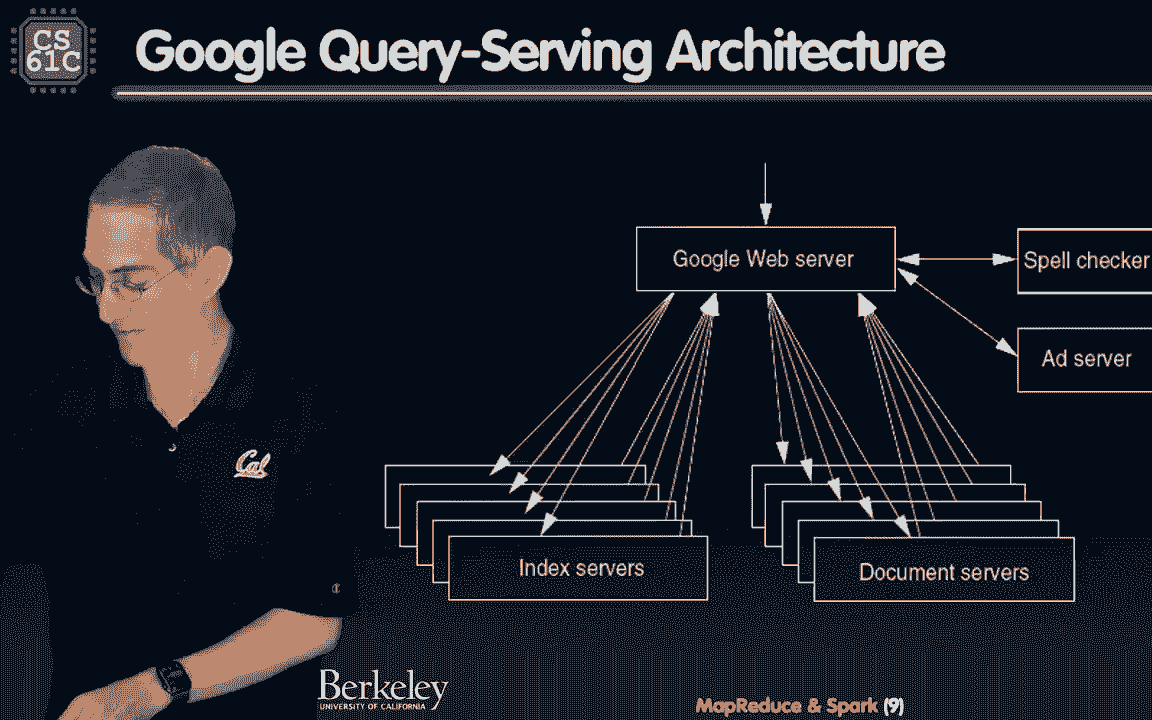 CS
61C
Google Query-Serving Architecture
Google Web server
Spell checker
Ad server
Cal
Index servers
Document servers
Berkeley
UNIVERSITY OF CALIFORNIA
MapReduce & Spark (9)